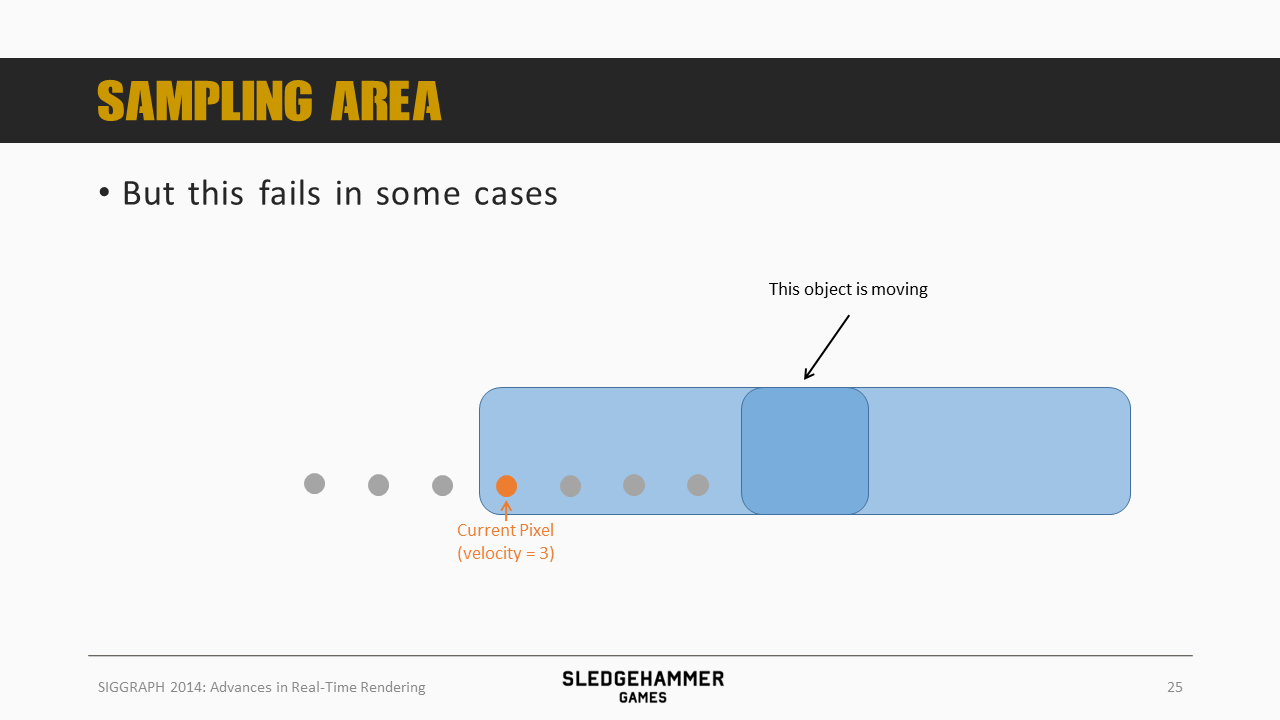 SAMPLING AREA
• But this fails in some cases
This object is moving
Current Pixel
(velocity = 3)
SIGGRAPH 2014: Advances in Real-Time Rendering
SLEDGEHAMMER
GAMES
25